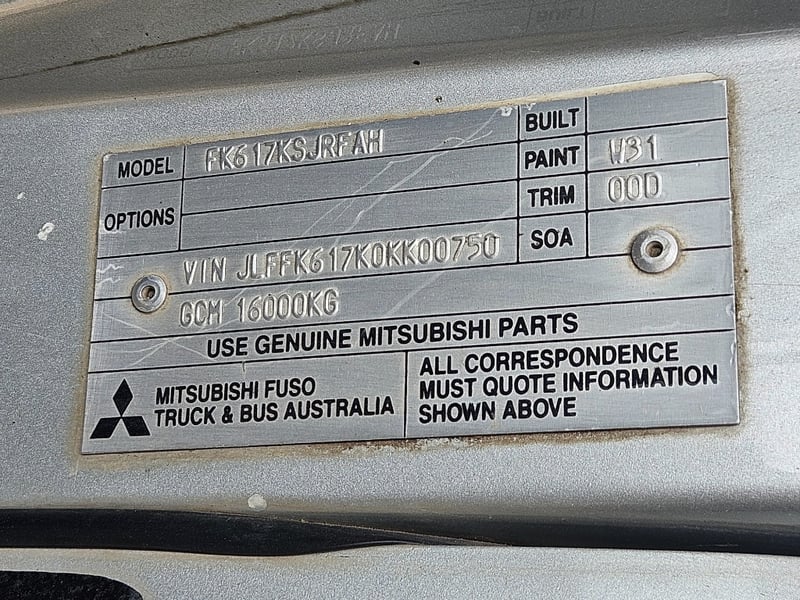 MODEL FK617KSJRFAH
OPTIONS
BUILT
PAINT W31
TRIM 00D
SOA
VIN JLFFK617K0KK00750
GCM 16000KG
USE GENUINE MITSUBISHI PARTS
MITSUBISHI FUSO
TRUCK & BUS AUSTRALIA
ALL CORRESPONDENCE
MUST QUOTE INFORMATION
SHOWN ABOVE